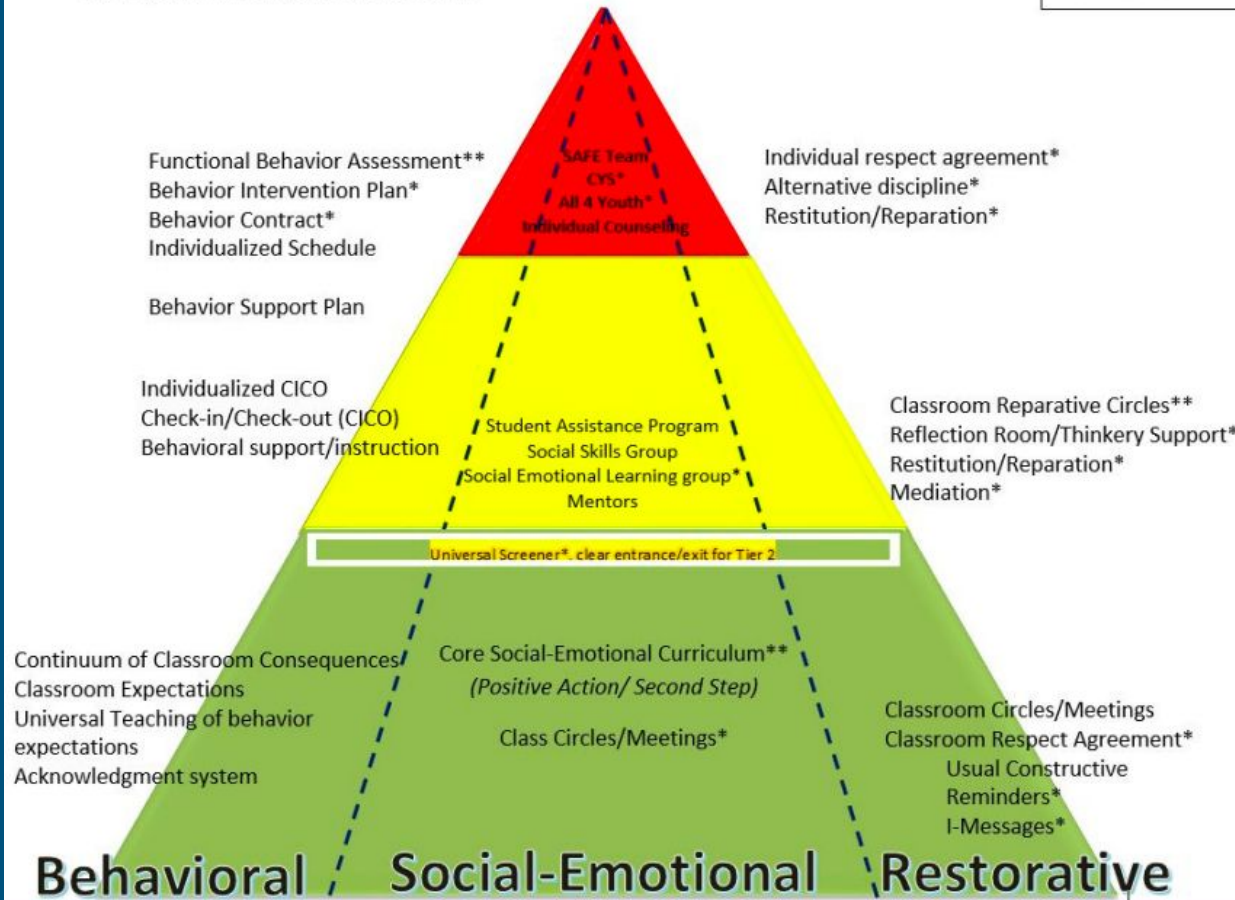 Functional Behavior Assessment**
Behavior Intervention Plan*
Behavior Contract*
Individualized Schedule
SAFE Team
CYS*
All 4 Youth*
Individual Counseling
Individual respect agreement*
Alternative discipline*
Restitution/Reparation*
Behavior Support Plan
Individualized CICO
Check-in/Check-out (CICO)
Behavioral support/instruction
Student Assistance Program
Social Skills Group
Social Emotional Learning group*
Mentors
Classroom Reparative Circles**
Reflection Room/Thinkery Support*
Restitution/Reparation*
Mediation*
Universal Screener*, clear entrance/exit for Tier 2
Continuum of Classroom Consequences
Classroom Expectations
Universal Teaching of behavior
expectations
Acknowledgment system
Core Social-Emotional Curriculum**
(Positive Action/ Second Step)
Class Circles/Meetings*
Classroom Circles/Meetings
Classroom Respect Agreement*
Usual Constructive
Reminders*
I-Messages*
Behavioral
Social-Emotional
Restorative